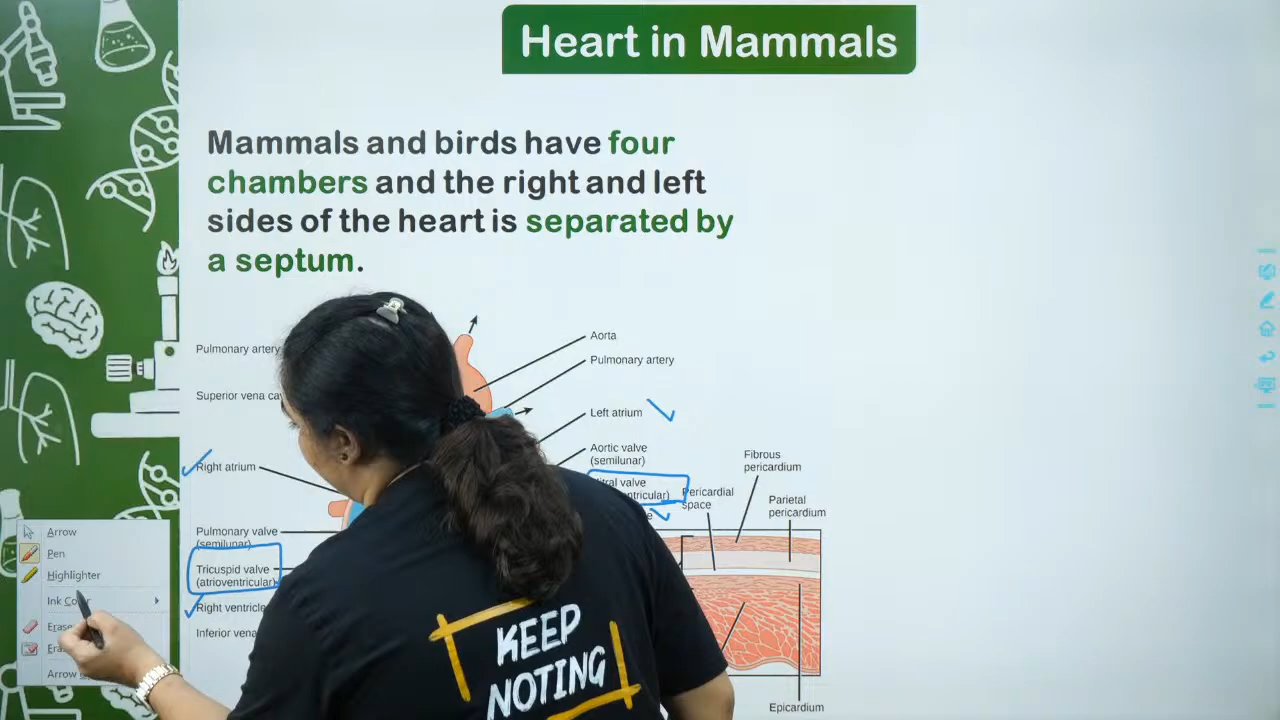 Heart in Mammals
Mammals and birds have four
chambers and the right and left
sides of the heart is separated by
a septum.
Pulmonary artery
Superior vena
Right atrium
Pulmonary valve
(semilunar)
Tricuspid valve
(atrioventricular)
Right ventricle
Inferior vena
Aorta
Pulmonary artery
Left atrium
Aortic valve
(semilunar)
valve
Fibrous
pericardium
Pericardial
space
Parietal
pericardium
Epicardium
Arrow
Pen
Highlighter
Ink
Arrow
KEEP
NOTING